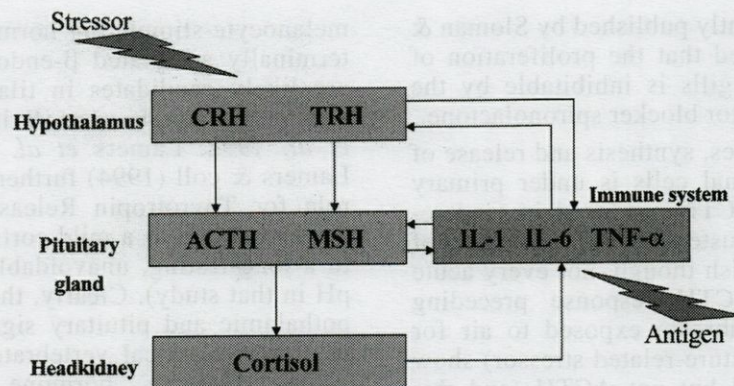 Stressor
CRH TRH
Hypothalamus
Immune system
ACTH MSH
IL-1 IL-6 TNF-α
Pituitary
gland
Antigen
Cortisol
Headkidney